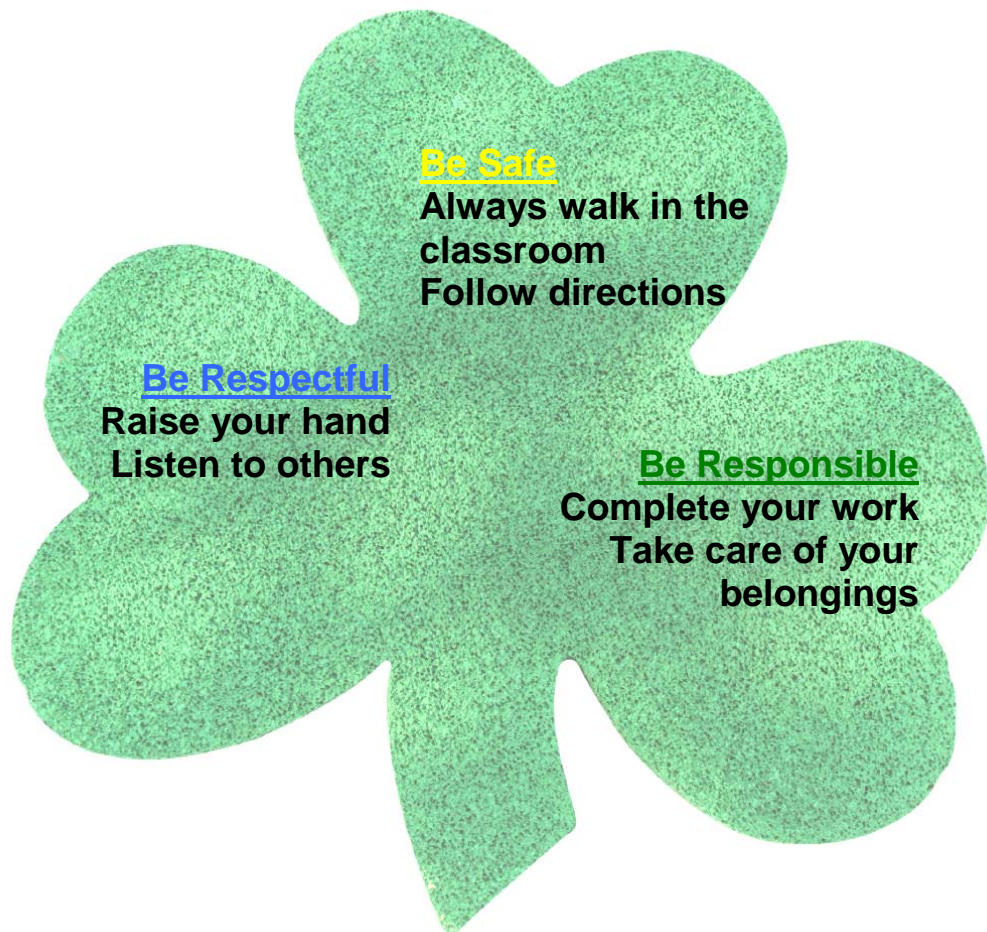 Be Safe
Always walk in the
classroom
Follow directions
Be Respectful
Raise your hand
Listen to others
Be Responsible
Complete your work
Take care of your
belongings